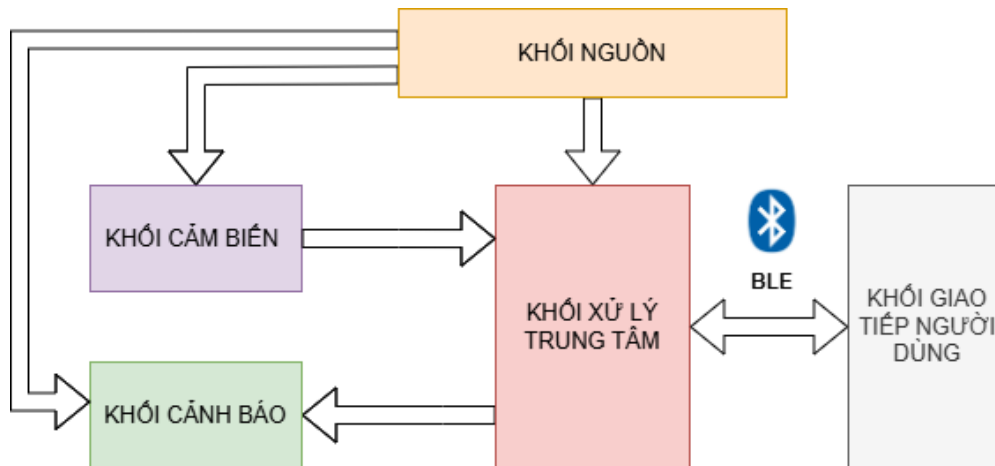 KHỐI NGUỒN
KHỐI CẢM BIẾN
KHỐI XỬ LÝ
TRUNG TÂM
BLE
KHỐI GIAO
TIẾP NGƯỜI
DÙNG
KHỐI CẢNH BÁO